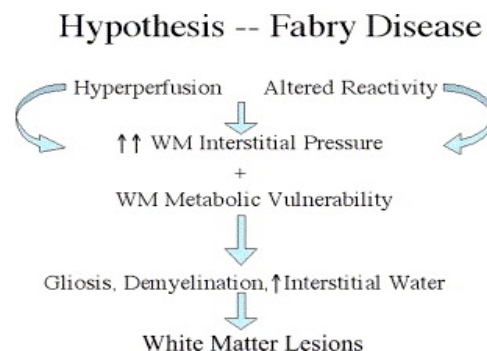 Hypothesis -- Fabry Disease
Hyperperfusion Altered Reactivity
↑↑ WM Interstitial Pressure
+
WM Metabolic Vulnerability
Gliosis, Demyelination,↑Interstitial Water
White Matter Lesions